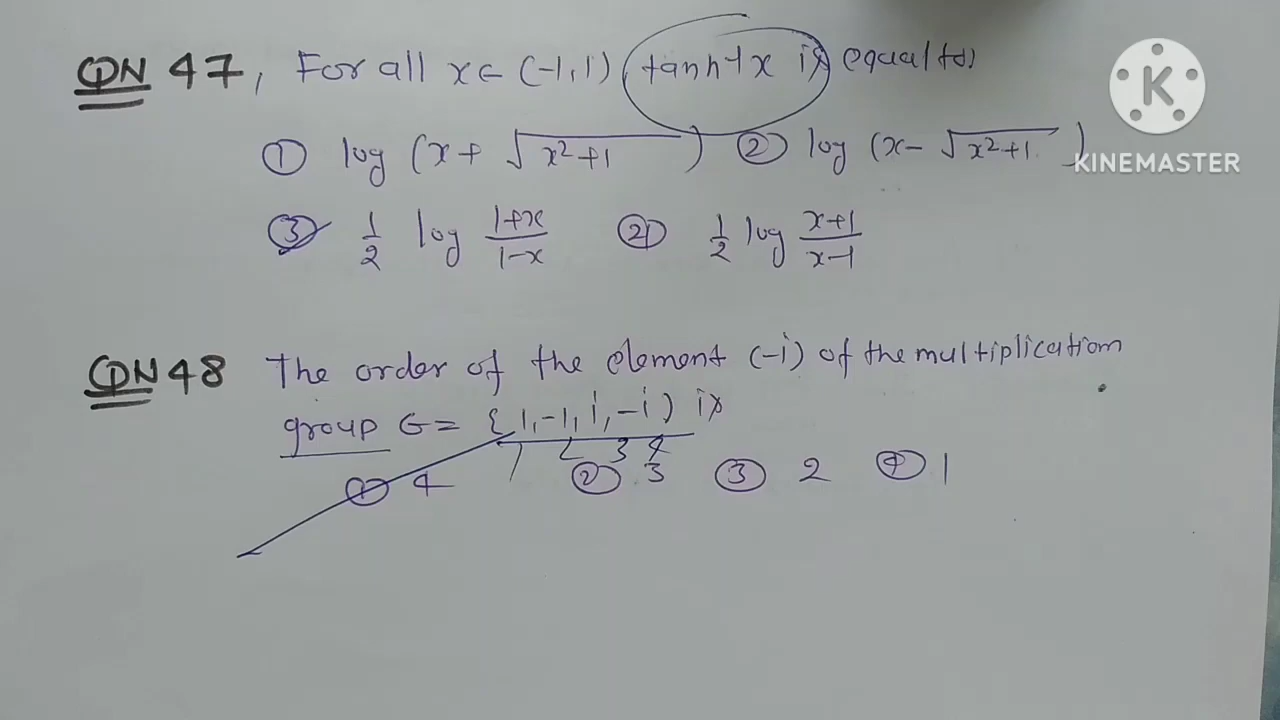 QN 47, For all x ∈ (-1,1), tanh-1x is equal to
① log (x+ √x²+1) ② log (x- √x²+1)
③ 1/2 log 1+x/1-x ② 1/2 log x+1/x-1
K
KINEMASTER
QN 48 The order of the element (-i) of the multiplication
group G = {1,-1, i, -i) is
1 2 3 4
① 4 ② 3 ③ 2 ④ 1